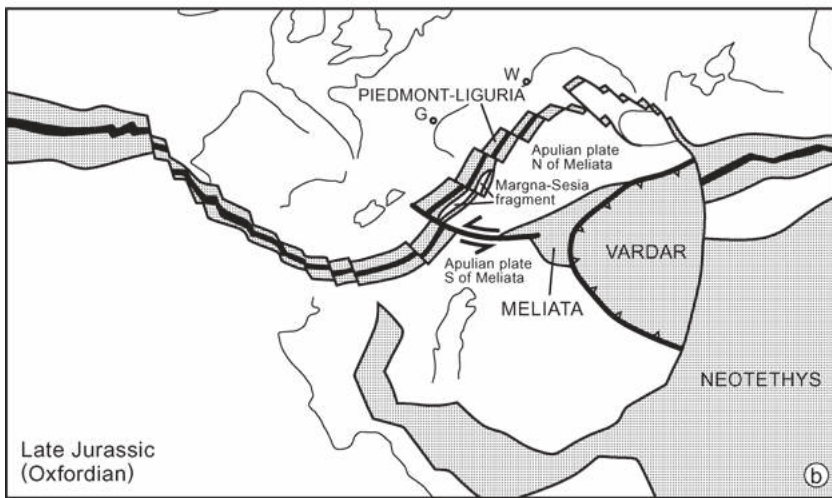 W
PIEDMONT-LIGURIA
G
Apulian plate
N of Meliata
Margna-Sesia
fragment
Apulian plate
S of Meliata
VARDAR
MELIATA
NEOTETHYS
Late Jurassic
(Oxfordian)
b